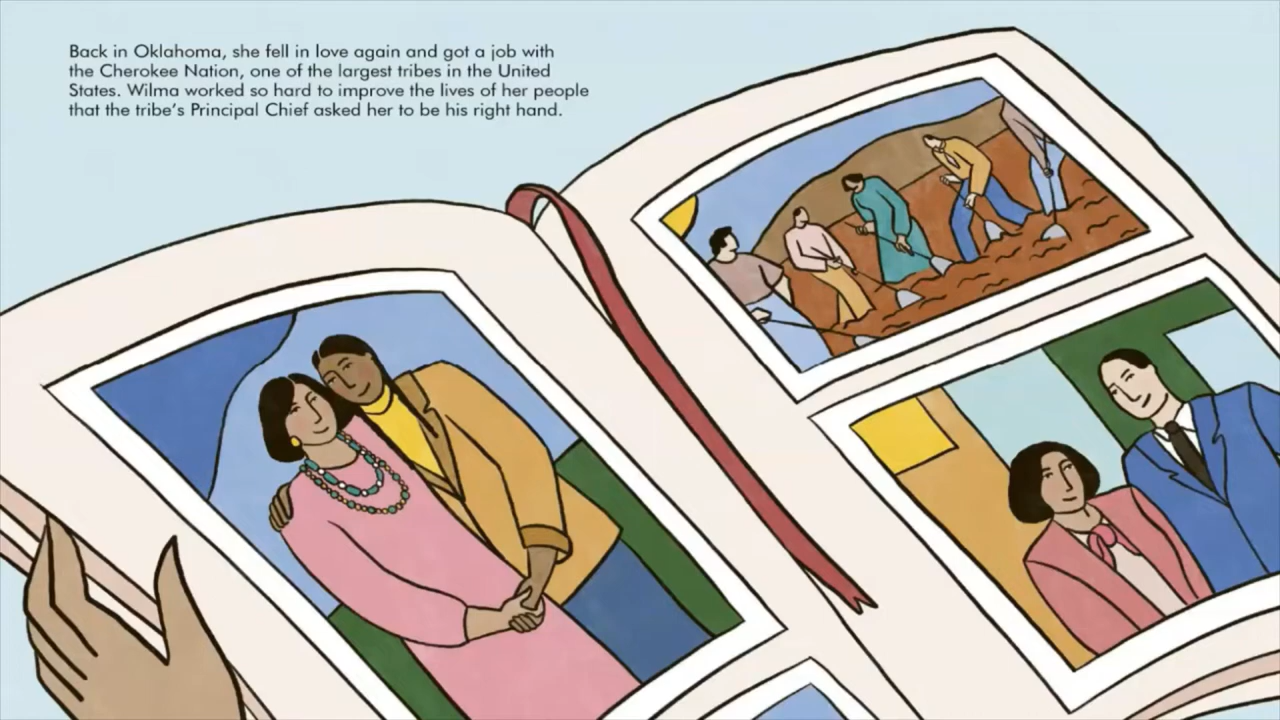 Back in Oklahoma, she fell in love again and got a job with
the Cherokee Nation, one of the largest tribes in the United
States. Wilma worked so hard to improve the lives of her people
that the tribe's Principal Chief asked her to be his right hand.